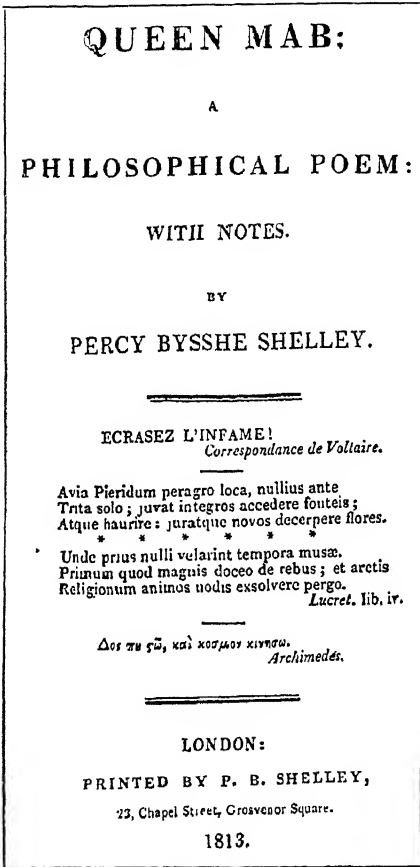 QUEEN MAB:
A
PHILOSOPHICAL POEM:
WITH NOTES.
BY
PERCY BYSSHE SHELLEY.
ECRASEZ L'INFAME!
Correspondance de Voltaire.
Avia Pieridum peragro loca, nullius ante
Trita solo; juvat integros accedere fonteis;
Atque haurire: juratque novos decerpere flores.
* * * * * *
Unde prius nulli velarint tempora musæ.
Primum quod magnis doceo de rebus; et arctis
Religionum animos nodis exsolvere pergo.
Lucret. lib. iv.
Δος πυ ςῶ, καὶ κοσμον κινησω.
Archimedes.
LONDON:
PRINTED BY P. B. SHELLEY,
23, Chapel Street, Grosvenor Square.
1813.